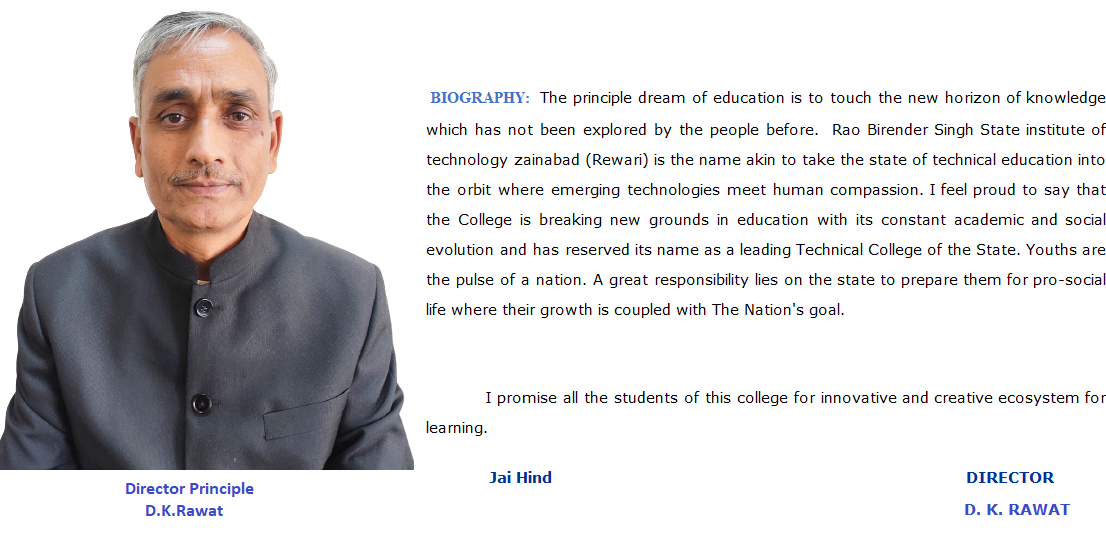 BIOGRAPHY: The principle dream of education is to touch the new horizon of knowledge
which has not been explored by the people before. Rao Birender Singh State institute of
technology zainabad (Rewari) is the name akin to take the state of technical education into
the orbit where emerging technologies meet human compassion. I feel proud to say that
the College is breaking new grounds in education with its constant academic and social
evolution and has reserved its name as a leading Technical College of the State. Youths are
the pulse of a nation. A great responsibility lies on the state to prepare them for pro-social
life where their growth is coupled with The Nation's goal.
I promise all the students of this college for innovative and creative ecosystem for
learning.
Jai Hind DIRECTOR
D. K. RAWAT
Director Principle
D.K.Rawat